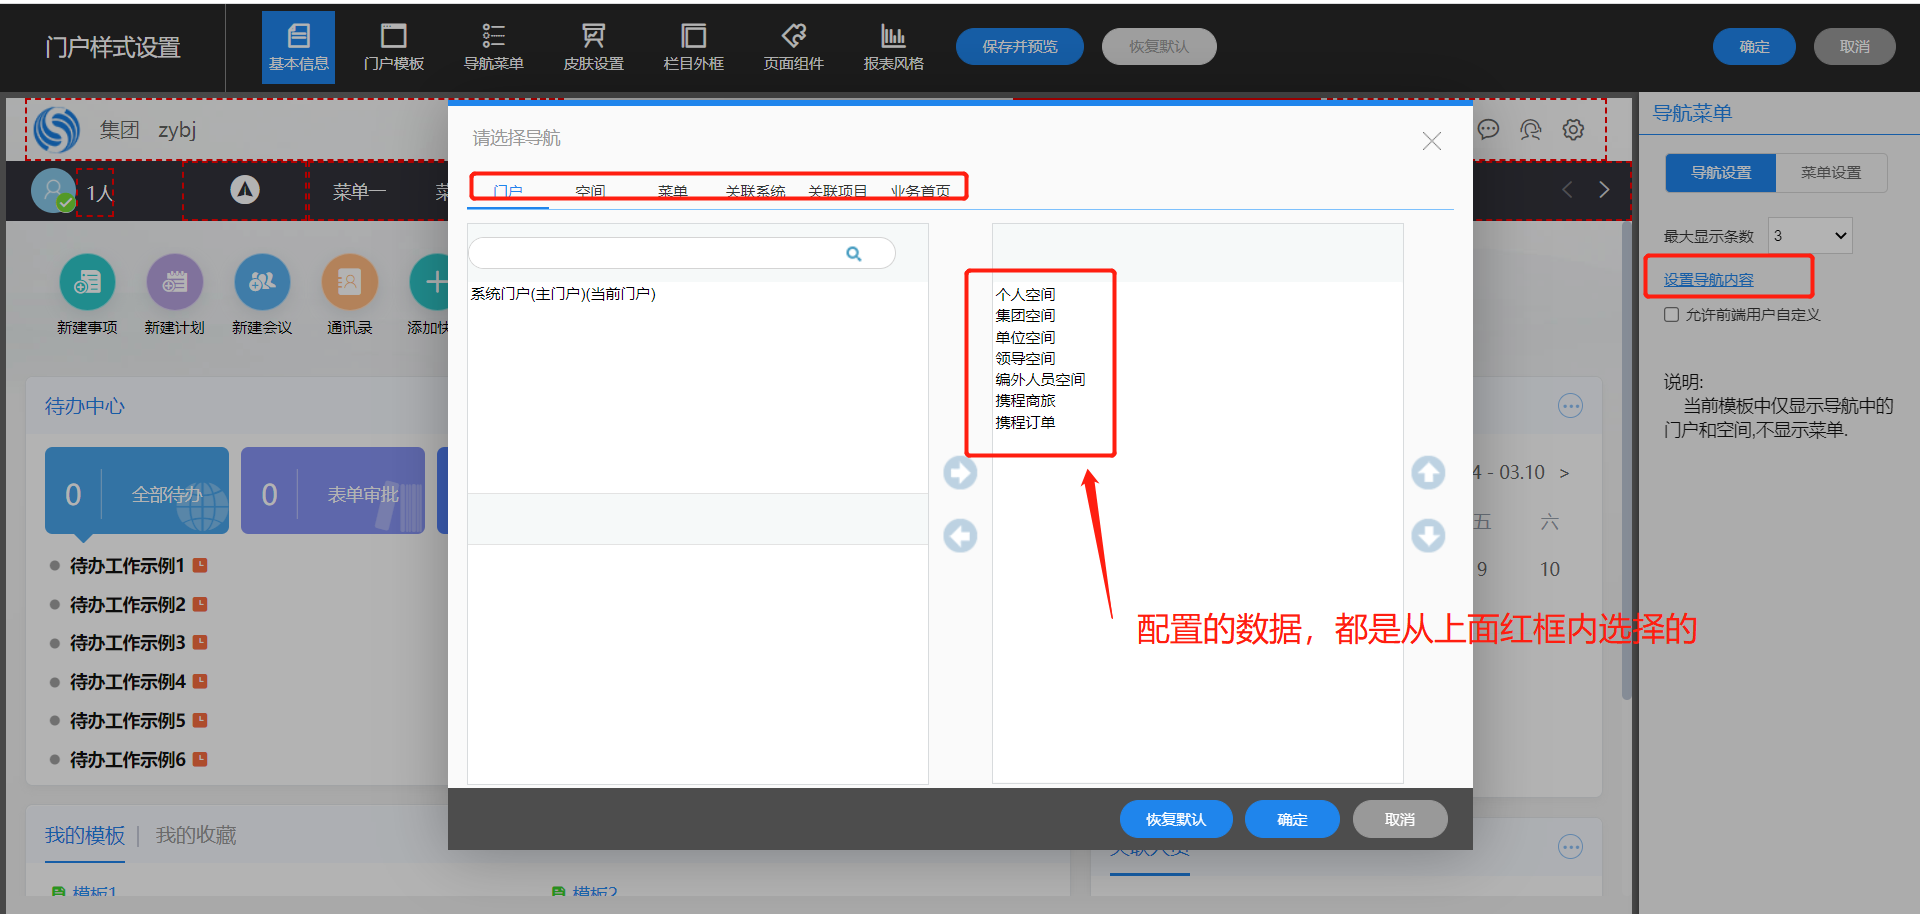 门户样式设置
基本信息
门户模板
导航菜单
皮肤设置
栏目外框
页面组件
报表风格
保存并预览
恢复默认
确定
取消
集团 zybj
1人
菜单一
请选择导航
门户
空间
菜单
关联系统
关联项目
业务首页
系统门户(主门户)(当前门户)
个人空间
集团空间
单位空间
领导空间
编外人员空间
携程商旅
携程订单
配置的数据，都是从上面红框内选择的
恢复默认
确定
取消
新建事项
新建计划
新建会议
通讯录
添加快
待办中心
0 全部待办
0 表单审批
待办工作示例1
待办工作示例2
待办工作示例3
待办工作示例4
待办工作示例5
待办工作示例6
我的模板 | 我的收藏
模板1
模板2
4 - 03.10 >
五 六
9 10
导航菜单
导航设置
菜单设置
最大显示条数 3
设置导航内容
允许前端用户自定义
说明:
当前模板中仅显示导航中的
门户和空间,不显示菜单.